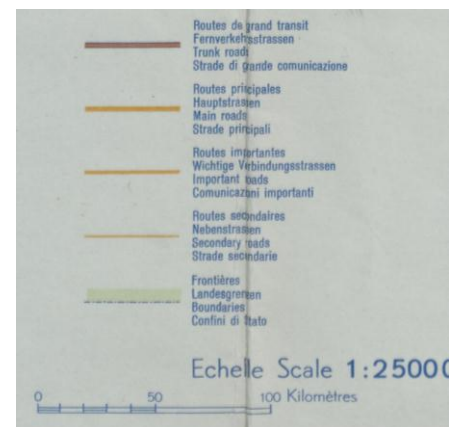 Routes de grand transit
Fernverkehrsstrassen
Trunk roads
Strade di grande comunicazione
Routes principales
Hauptstrassen
Main roads
Strade principali
Routes importantes
Wichtige Verbindungsstrassen
Important roads
Comunicazioni importanti
Routes secondaires
Nebenstrassen
Secondary roads
Strade secundarie
Frontières
Landesgrenzen
Boundaries
Confini di Stato
Echelle Scale 1:25000
0 50 100 Kilomètres